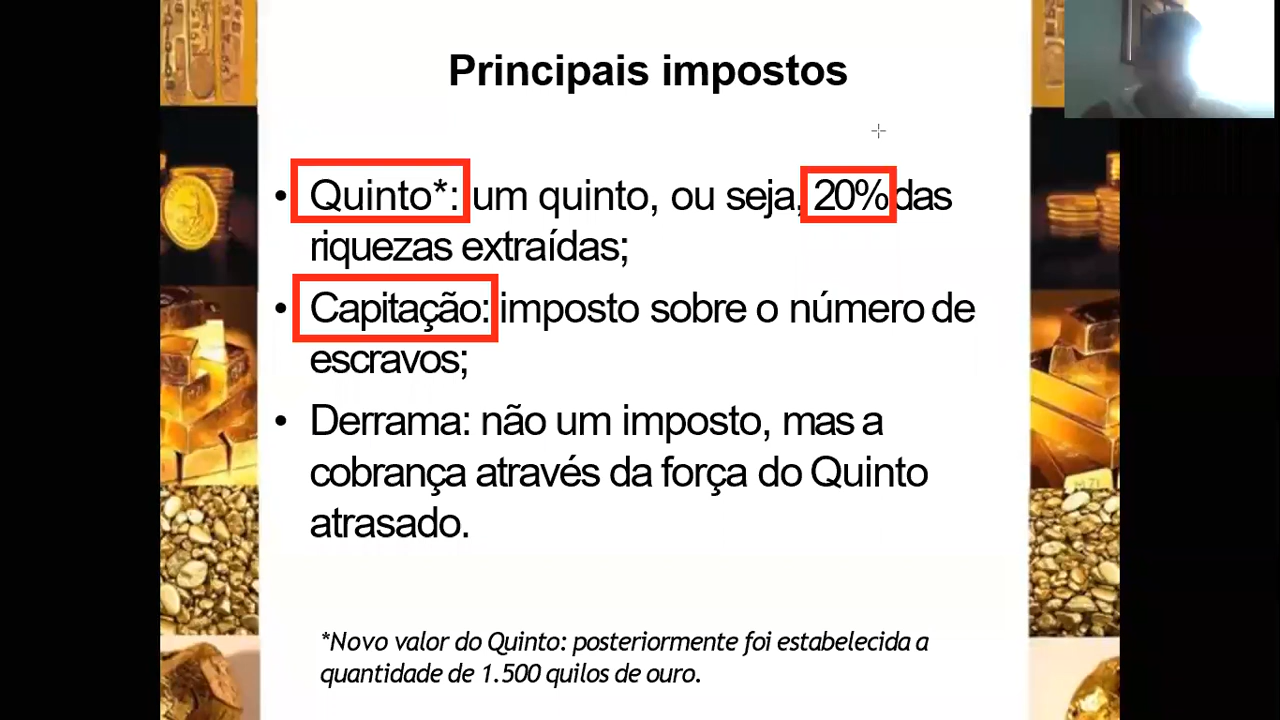 Principais impostos
• Quinto*: um quinto, ou seja, 20% das
riquezas extraídas;
• Capitação: imposto sobre o número de
escravos;
• Derrama: não um imposto, mas a
cobrança através da força do Quinto
atrasado.
*Novo valor do Quinto: posteriormente foi estabelecida a
quantidade de 1.500 quilos de ouro.